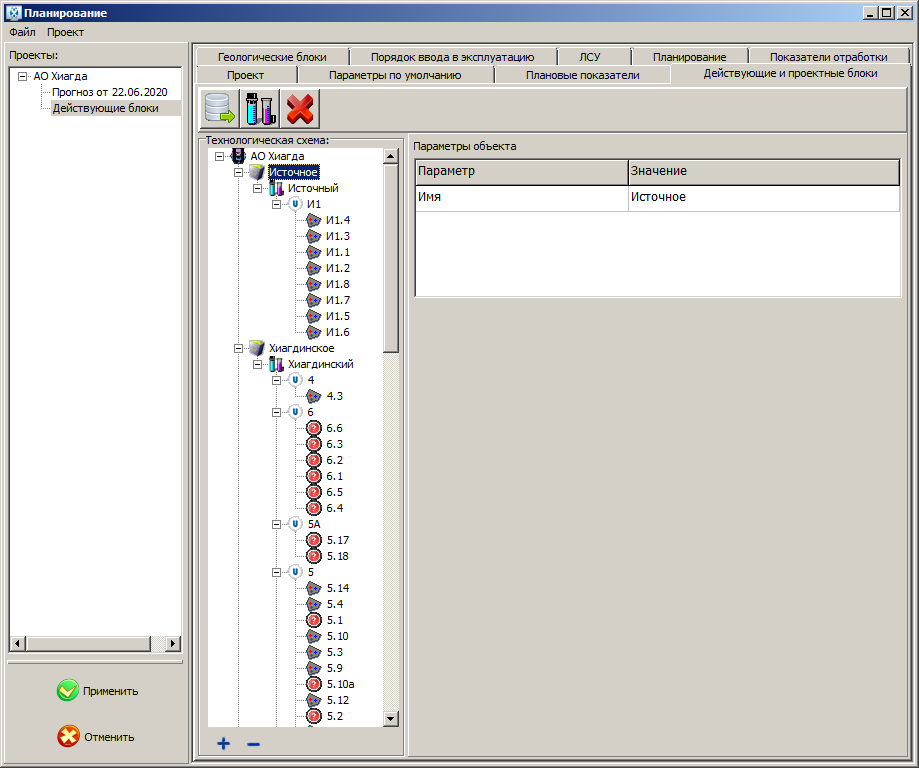 Планирование
Файл Проект
Проекты:
АО Хиагда
Прогноз от 22.06.2020
Действующие блоки
Применить
Отменить
Геологические блоки Порядок ввода в эксплуатацию ЛСУ Планирование Показатели отработки
Проект Параметры по умолчанию Плановые показатели Действующие и проектные блоки
Технологическая схема:
АО Хиагда
Источное
Источный
И1
И1.4
И1.3
И1.1
И1.2
И1.8
И1.7
И1.5
И1.6
Хиагдинское
Хиагдинский
4
4.3
6
6.6
6.3
6.2
6.1
6.5
6.4
5А
5.17
5.18
5
5.14
5.4
5.1
5.10
5.3
5.9
5.10а
5.12
5.2
Параметры объекта
Параметр Значение
Имя Источное